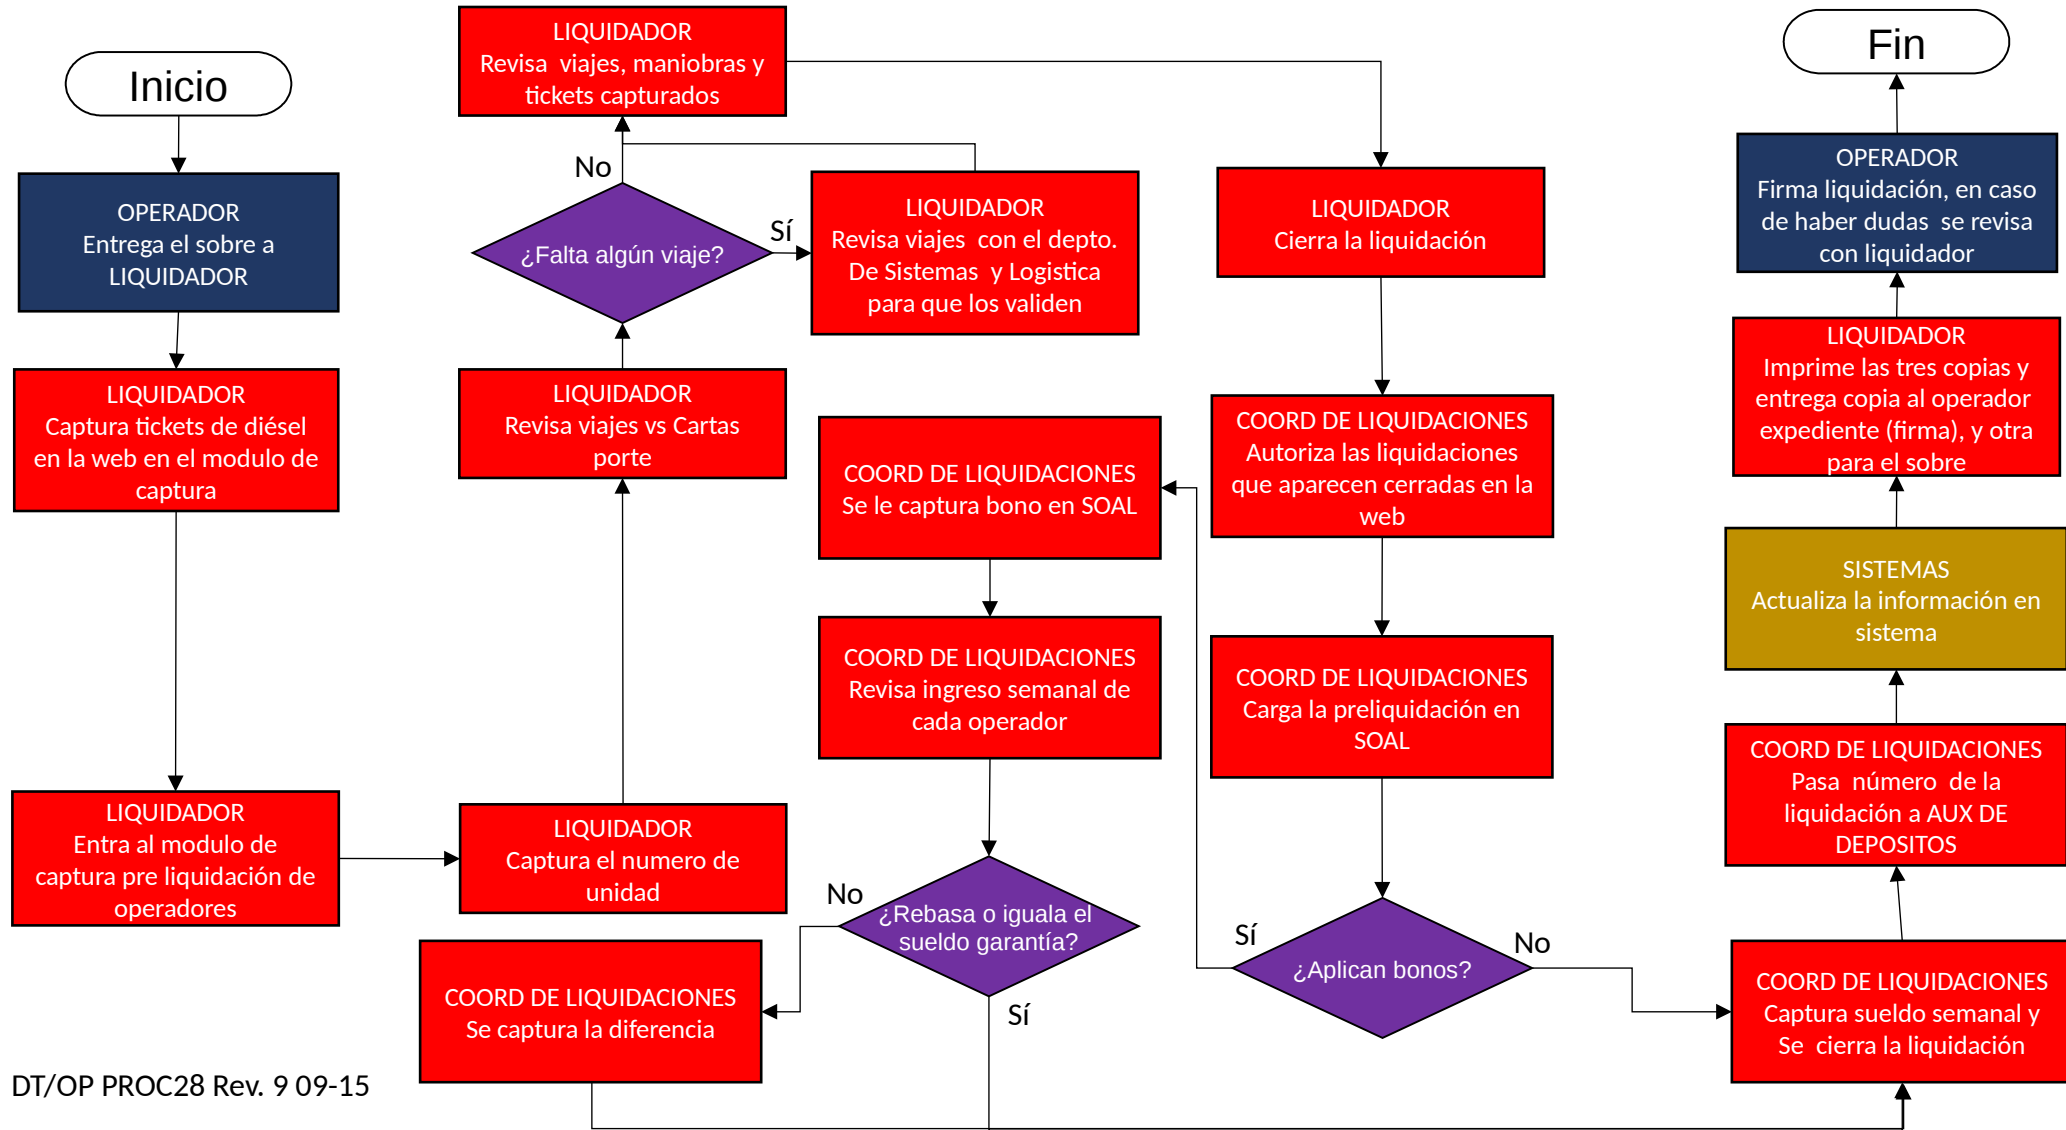 Inicio
OPERADOR
Entrega el sobre a
LIQUIDADOR
LIQUIDADOR
Captura tickets de diésel
en la web en el modulo de
captura
LIQUIDADOR
Entra al modulo de
captura pre liquidación de
operadores
LIQUIDADOR
Captura el numero de
unidad
LIQUIDADOR
Revisa viajes vs Cartas
porte
¿Falta algún viaje?
No
Sí
LIQUIDADOR
Revisa viajes con el depto.
De Sistemas y Logistica
para que los validen
LIQUIDADOR
Revisa viajes, maniobras y
tickets capturados
LIQUIDADOR
Cierra la liquidación
COORD DE LIQUIDACIONES
Autoriza las liquidaciones
que aparecen cerradas en la
web
COORD DE LIQUIDACIONES
Carga la preliquidación en
SOAL
¿Aplican bonos?
Sí
No
COORD DE LIQUIDACIONES
Se le captura bono en SOAL
COORD DE LIQUIDACIONES
Revisa ingreso semanal de
cada operador
¿Rebasa o iguala el
sueldo garantía?
No
Sí
COORD DE LIQUIDACIONES
Se captura la diferencia
COORD DE LIQUIDACIONES
Captura sueldo semanal y
Se cierra la liquidación
COORD DE LIQUIDACIONES
Pasa número de la
liquidación a AUX DE
DEPOSITOS
SISTEMAS
Actualiza la información en
sistema
LIQUIDADOR
Imprime las tres copias y
entrega copia al operador
expediente (firma), y otra
para el sobre
OPERADOR
Firma liquidación, en caso
de haber dudas se revisa
con liquidador
Fin
DT/OP PROC28 Rev. 9 09-15